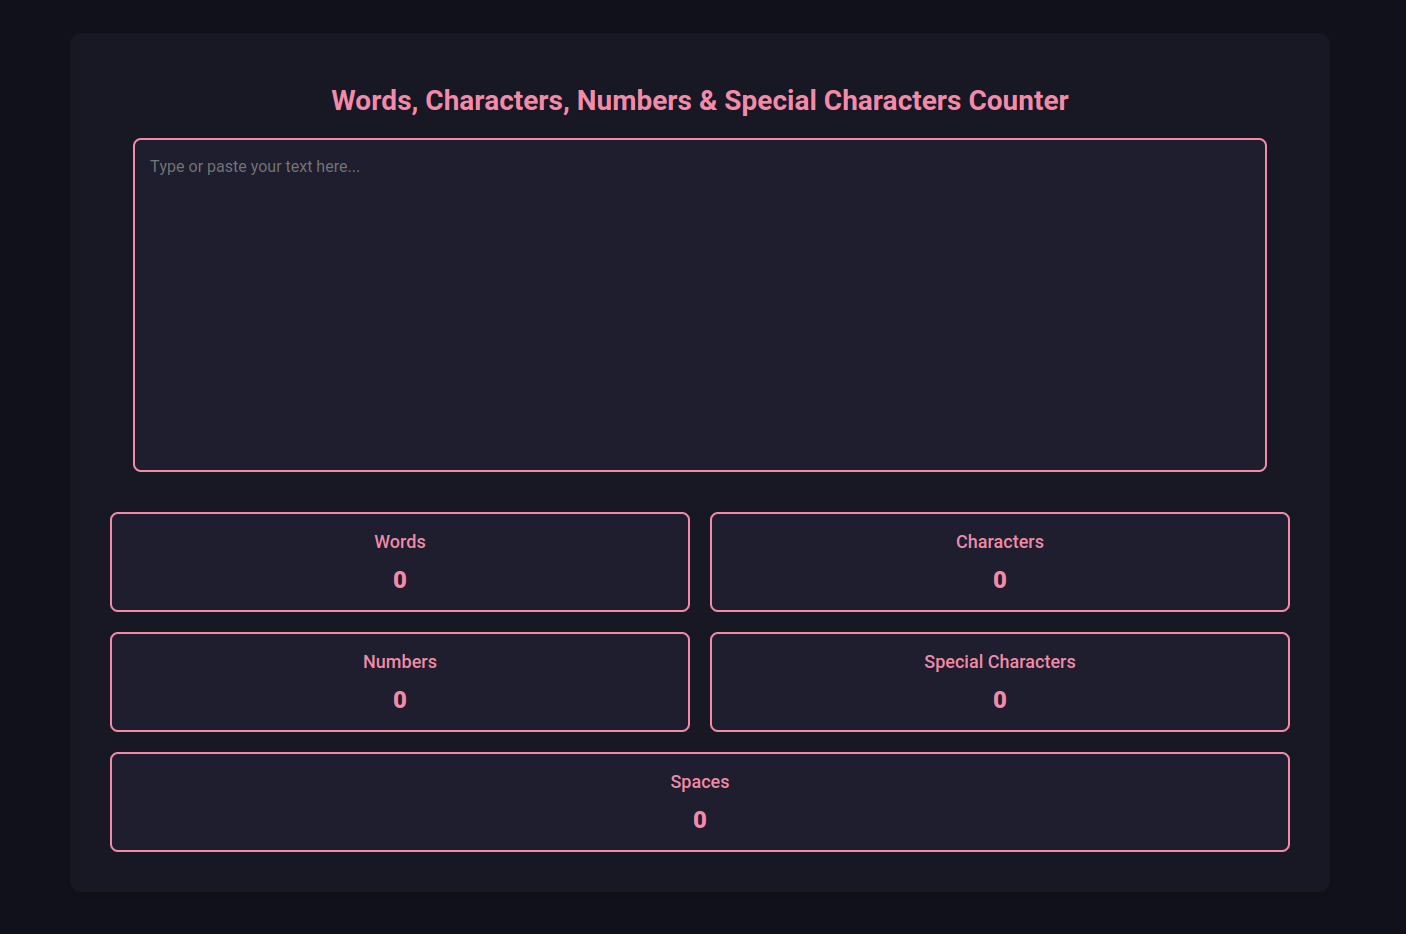 Words, Characters, Numbers & Special Characters Counter
Type or paste your text here...
Words
0
Characters
0
Numbers
0
Special Characters
0
Spaces
0